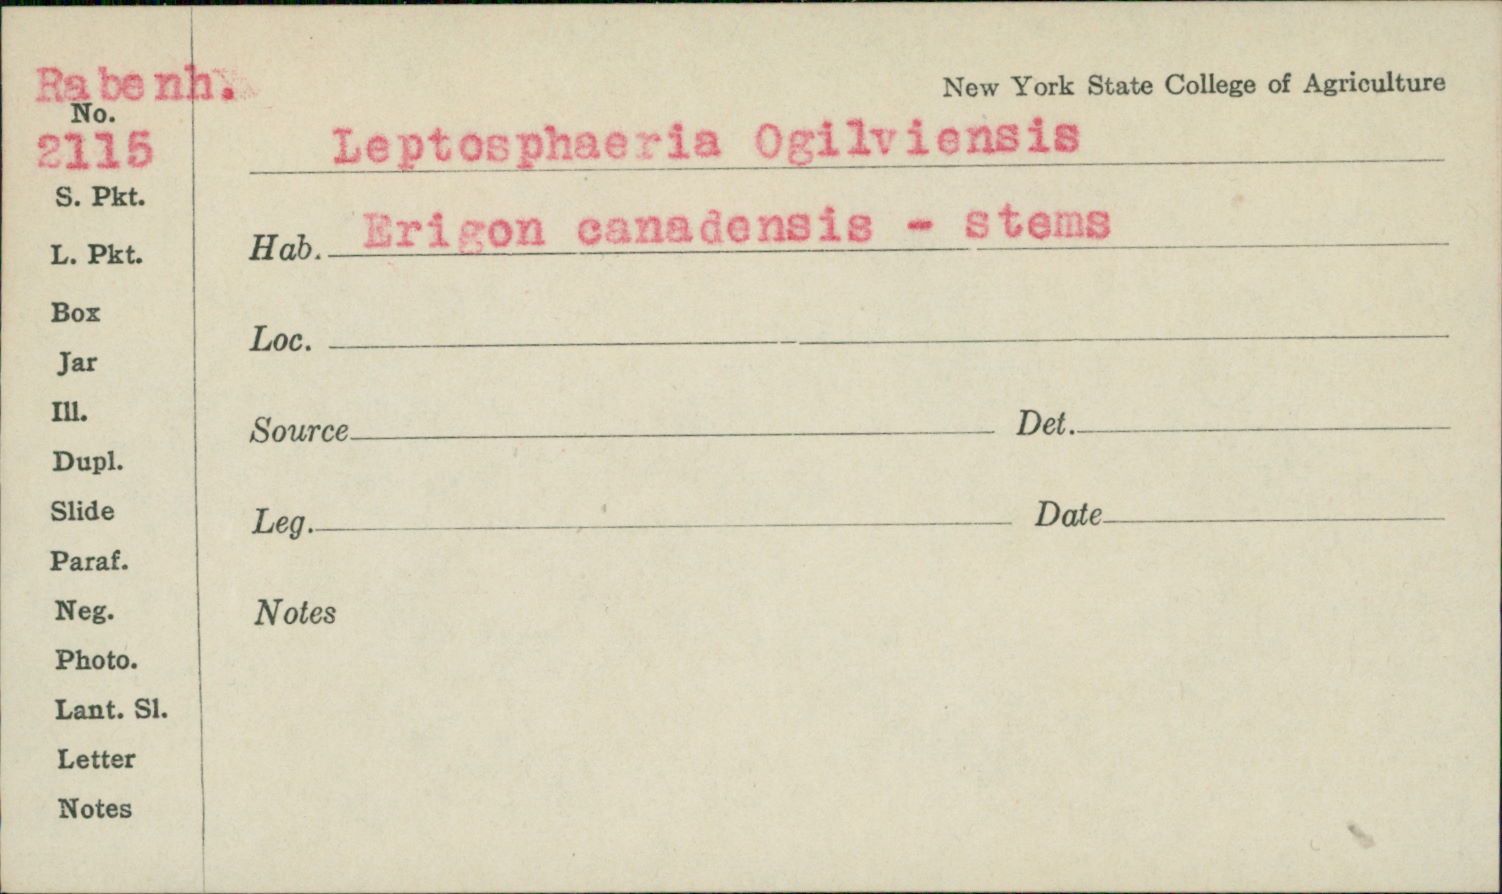 Rabenh.
New York State College of Agriculture
No.
2115
Leptosphaeria Ogilviensis
S. Pkt.
Hab. Erigon canadensis - stems
L. Pkt.
Box
Loc.
Jar
Ill.
Source Det.
Dupl.
Slide
Leg. Date
Paraf.
Neg.
Notes
Photo.
Lant. Sl.
Letter
Notes